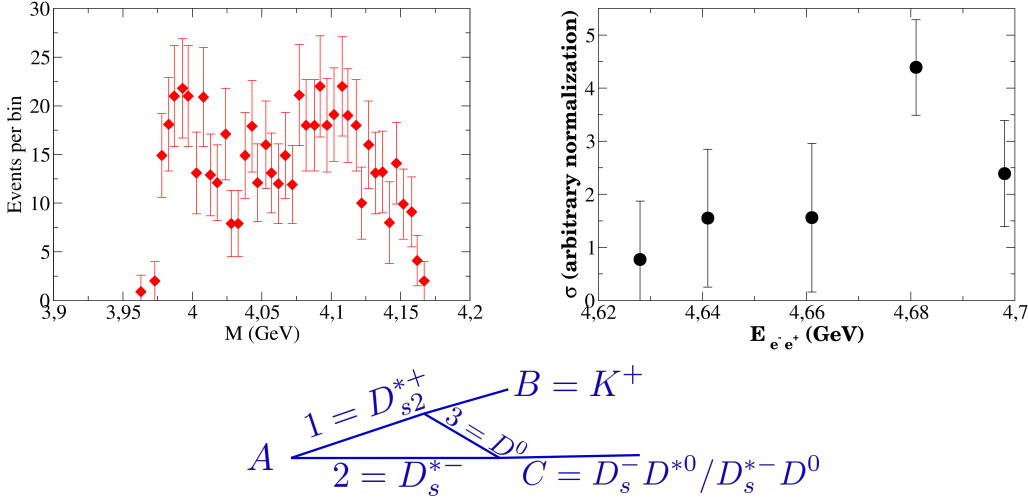 30
25
20
15
10
5
0
Events per bin
3,9
3,95
4
4,05
4,1
4,15
4,2
M (GeV)
5
4
3
2
1
0
σ (arbitrary normalization)
4,62
4,64
4,66
4,68
4,7
E e⁻e⁺ (GeV)
1 = D*⁺s2
B = K⁺
3 = D⁰
A
2 = D*⁻s
C = D⁻s D*⁰/D*⁻s D⁰